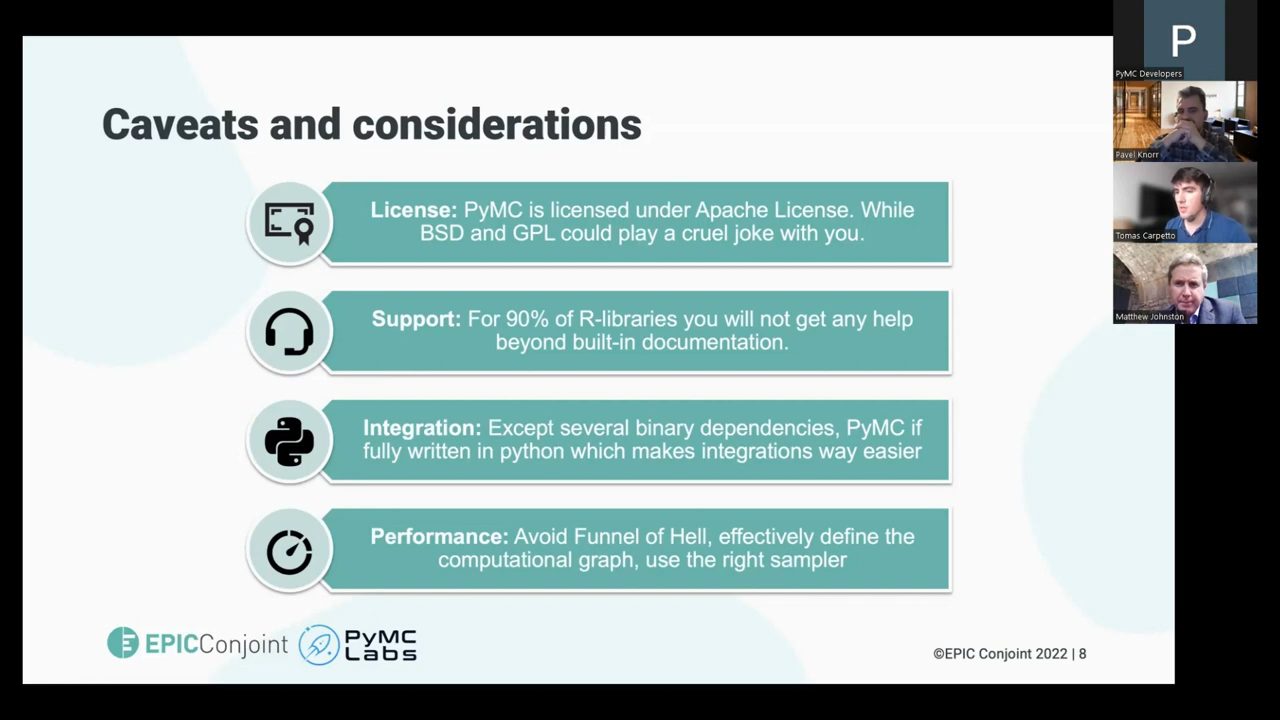 Caveats and considerations
License: PyMC is licensed under Apache License. While
BSD and GPL could play a cruel joke with you.
Support: For 90% of R-libraries you will not get any help
beyond built-in documentation.
Integration: Except several binary dependencies, PyMC if
fully written in python which makes integrations way easier
Performance: Avoid Funnel of Hell, effectively define the
computational graph, use the right sampler
EPICConjoint
PyMC
Labs
©EPIC Conjoint 2022 | 8
P
PyMC Developers
Pavel Knorr
Tomas Carpetto
Matthew Johnston